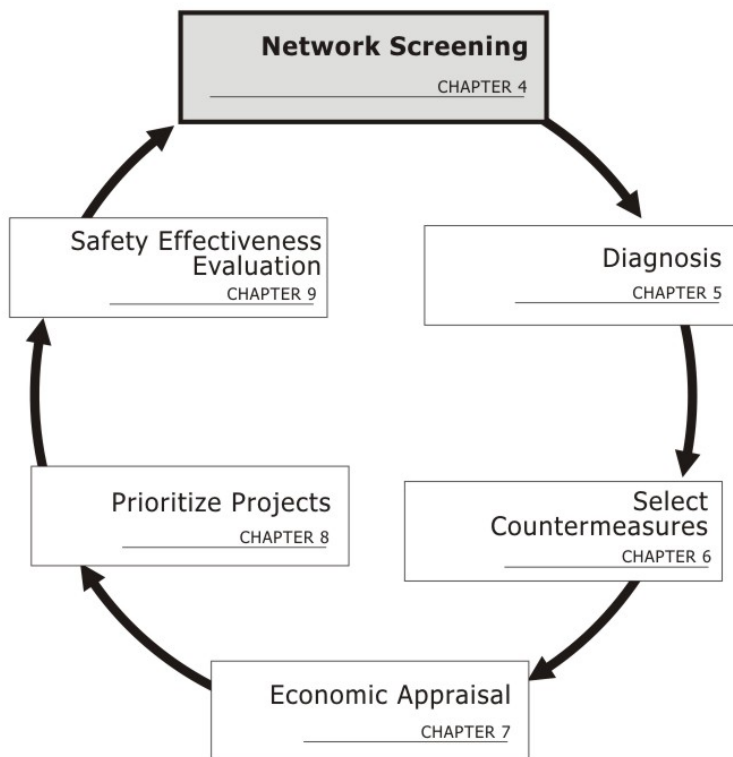 Network Screening
CHAPTER 4
Diagnosis
CHAPTER 5
Select
Countermeasures
CHAPTER 6
Economic Appraisal
CHAPTER 7
Prioritize Projects
CHAPTER 8
Safety Effectiveness
Evaluation
CHAPTER 9